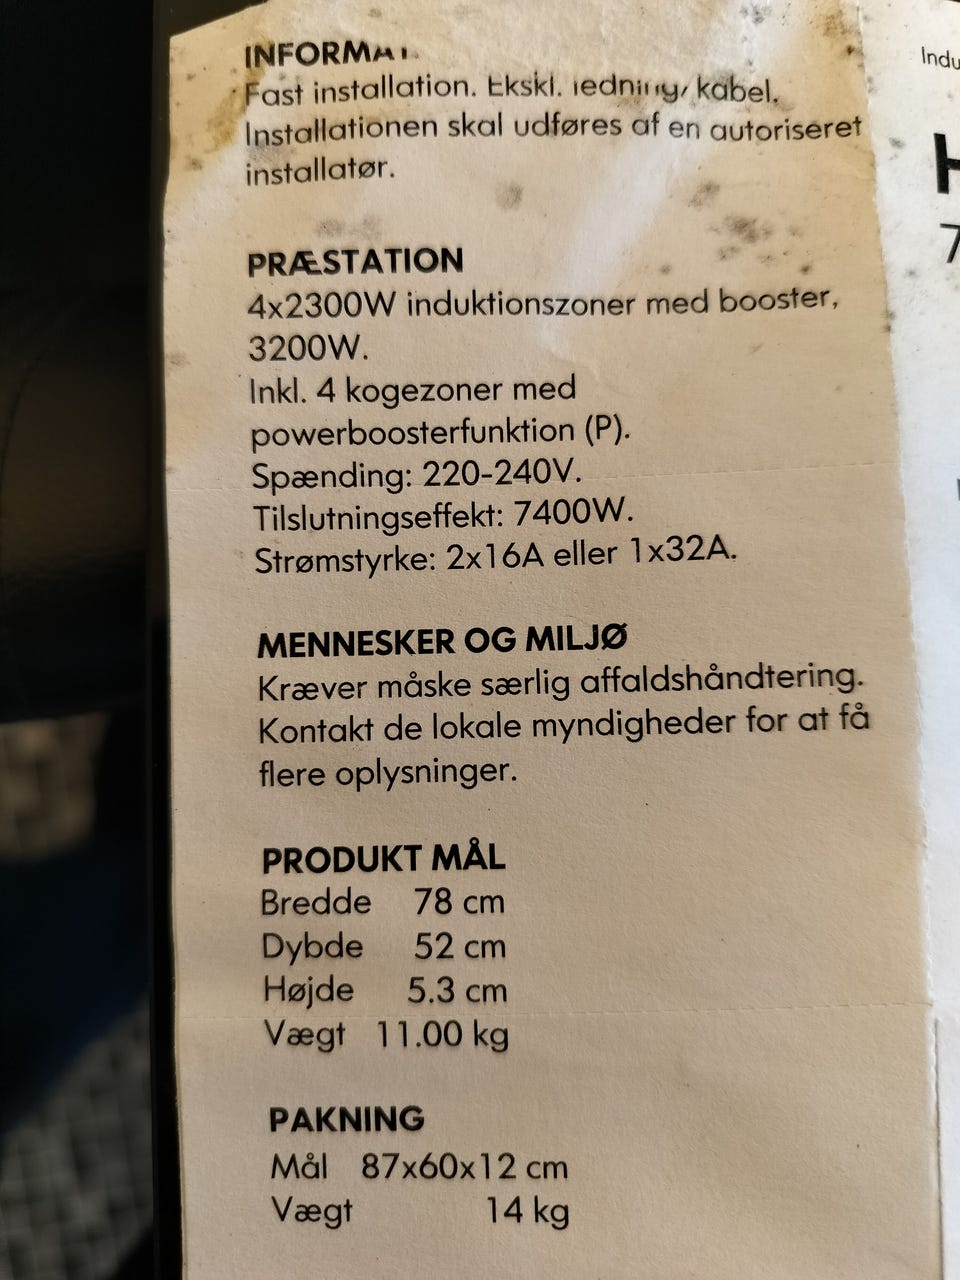 Fast installation. Ekskl. ledning/kabel.
Installationen skal udføres af en autoriseret
installatør.
PRÆSTATION
4x2300W induktionszoner med booster,
3200W.
Inkl. 4 kogezoner med
powerboosterfunktion (P).
Spænding: 220-240V.
Tilslutningseffekt: 7400W.
Strømstyrke: 2x16A eller 1x32A.
MENNESKER OG MILJØ
Kræver måske særlig affaldshåndtering.
Kontakt de lokale myndigheder for at få
flere oplysninger.
PRODUKT MÅL
Bredde 78 cm
Dybde 52 cm
Højde 5.3 cm
Vægt 11.00 kg
PAKNING
Mål 87x60x12 cm
Vægt 14 kg